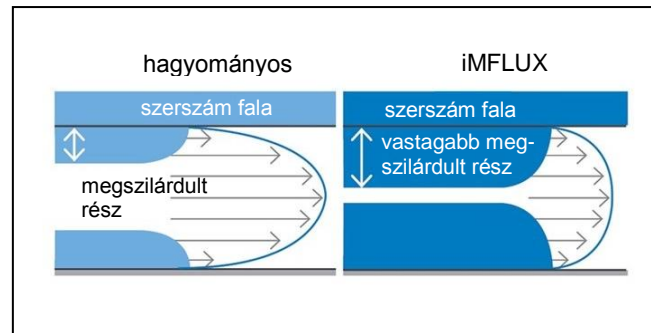 hagyományos
iMFLUX
szerszám fala
szerszám fala
vastagabb meg-
szilárdult rész
megszilárdult
rész